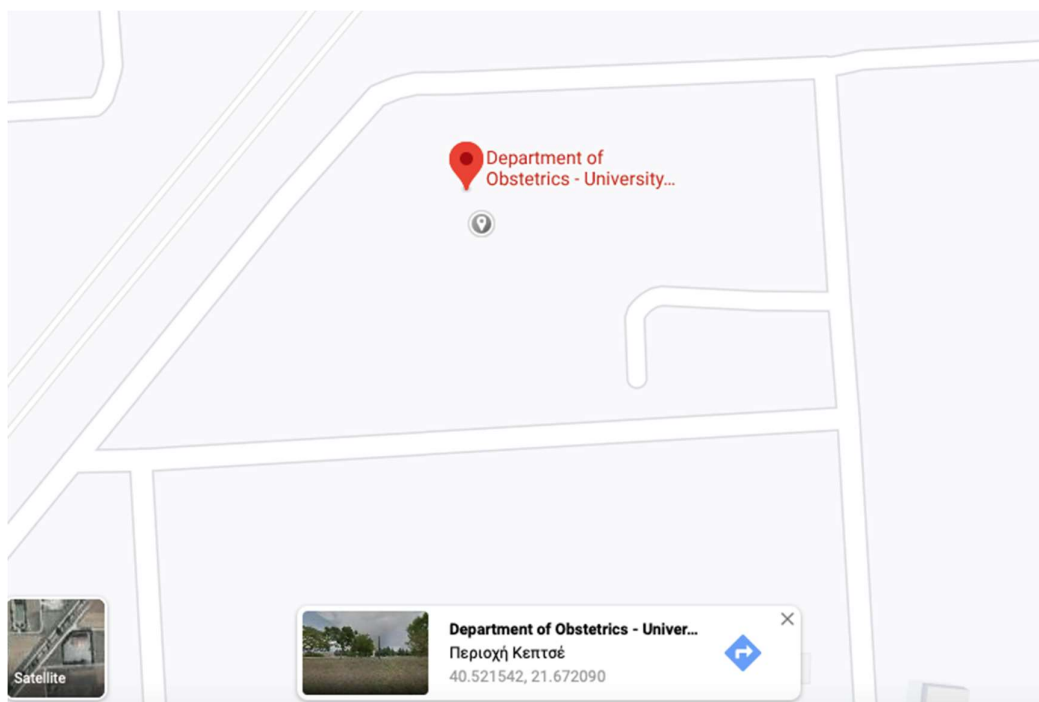 Department of
Obstetrics - University...
Department of Obstetrics - Univer...
Περιοχή Κεπτσέ
40.521542, 21.672090
Satellite